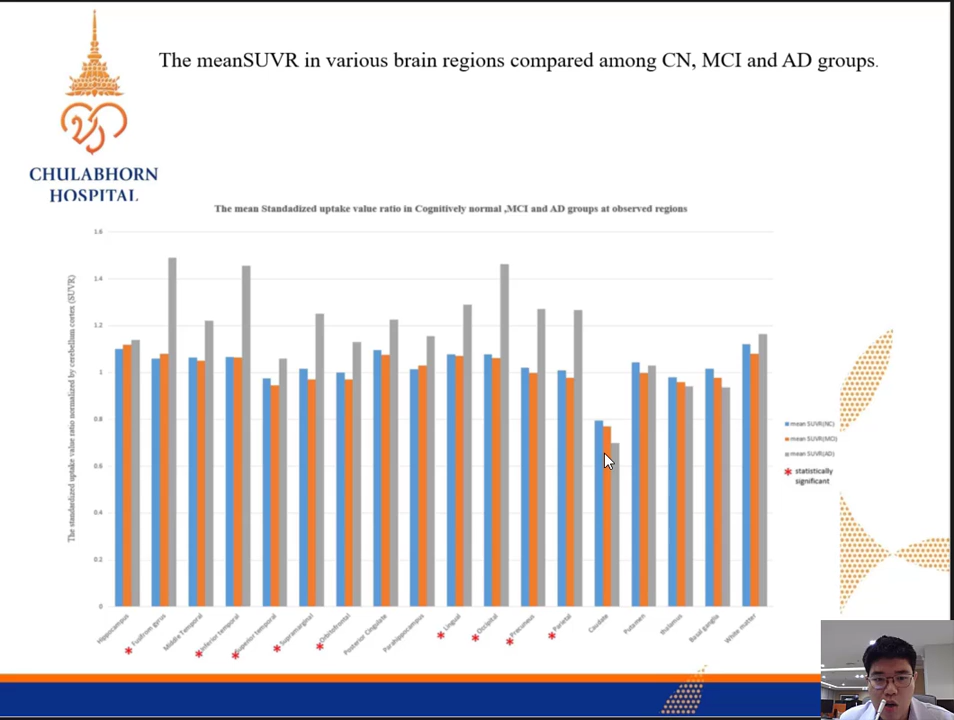 The meanSUVR in various brain regions compared among CN, MCI and AD groups.
CHULABHORN
HOSPITAL
The mean Standadized uptake value ratio in Cognitively normal ,MCI and AD groups at observed regions
The standardized uptake value ratio normalized by cerebellum cortex (SUVR)
1.6
1.4
1.2
1
0.8
0.6
0.4
0.2
0
Hippocampus
Fusifrom gyrus
Middle Temporal
Inferior temporal
Superior temporal
Supramarginal
Orbitofrontal
Posterior Cingulate
Parahippocampus
Lingual
Occipital
Precuneus
Parietal
Caudate
Putamen
thalamus
Basal ganglia
White matter
mean SUVR(NC)
mean SUVR(MCI)
mean SUVR(AD)
* statistically
significant